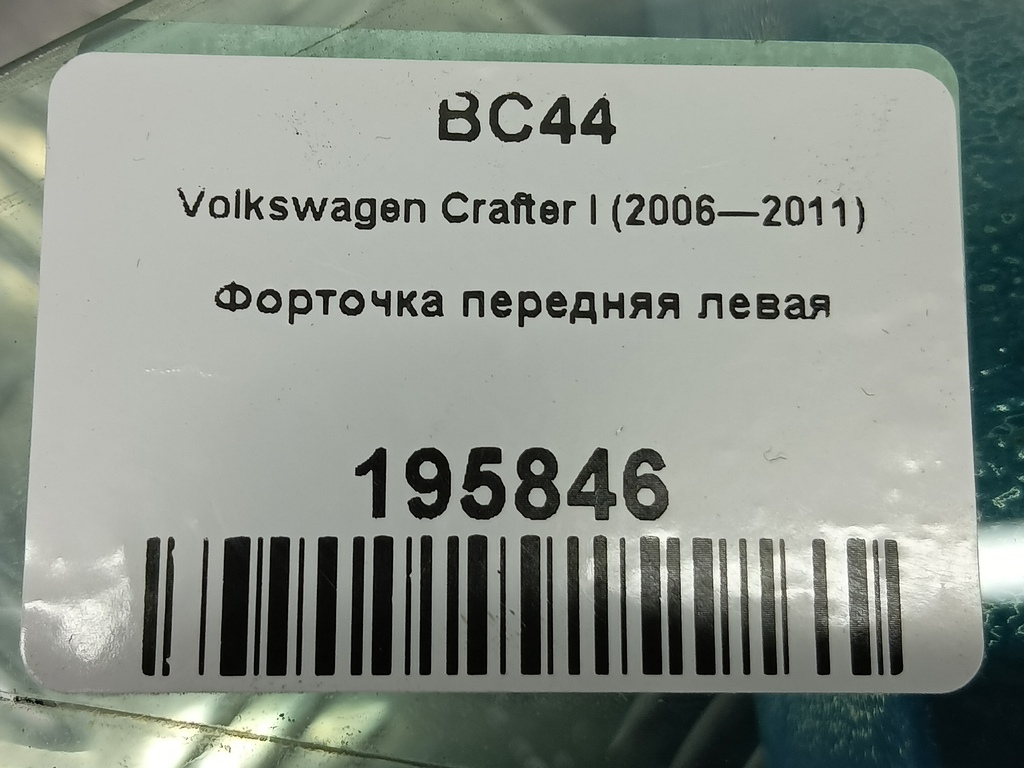 BC44
Volkswagen Crafter I (2006—2011)
Форточка передняя левая
195846